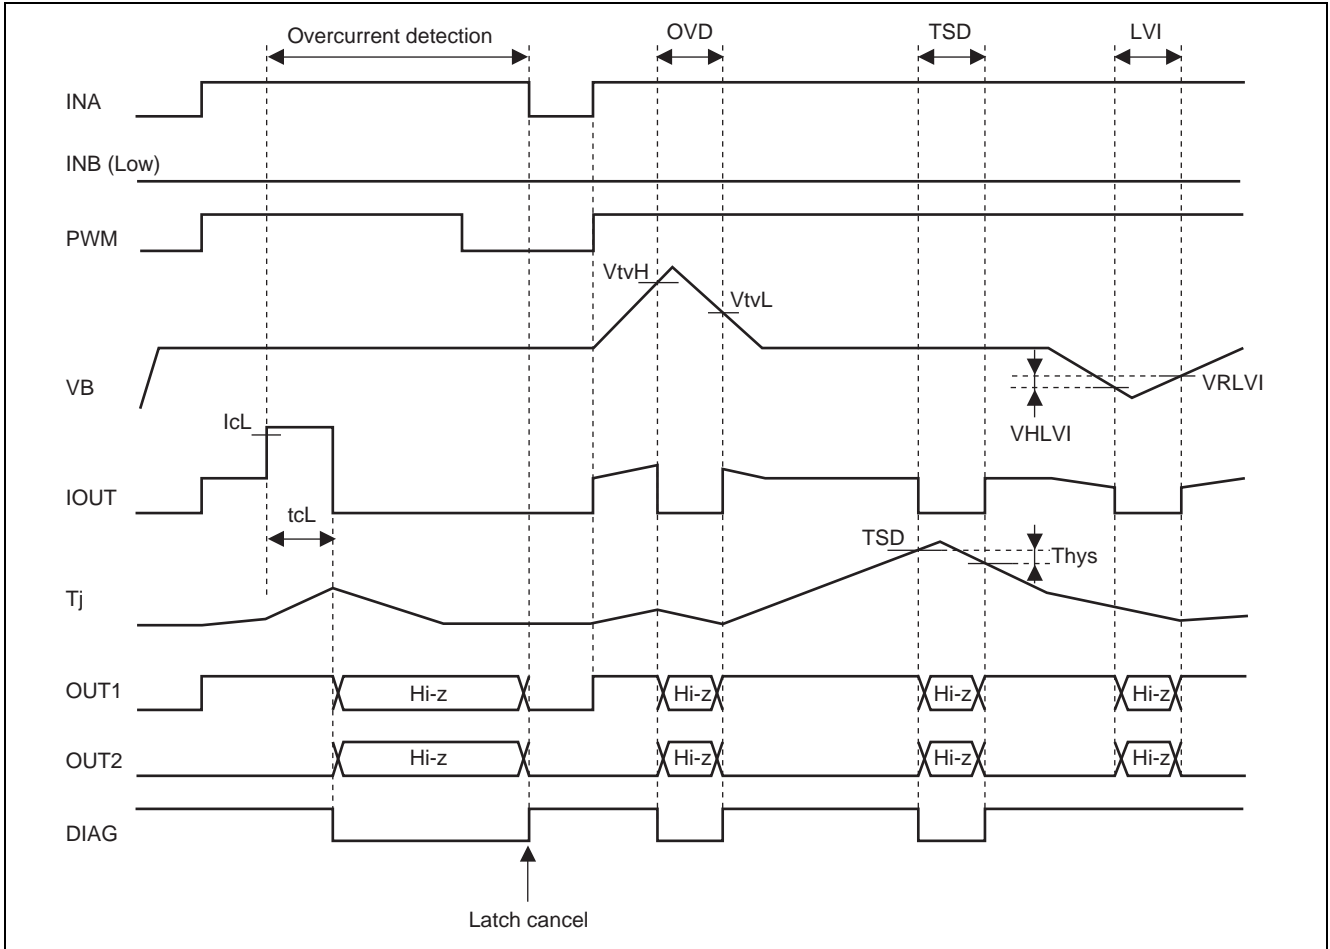 Overcurrent detection
OVD
TSD
LVI
INA
INB (Low)
PWM
VtvH
VtvL
VB
VRLVI
VHLVI
IcL
IOUT
tcL
TSD
Thys
Tj
OUT1
Hi-z
Hi-z
Hi-z
Hi-z
OUT2
Hi-z
Hi-z
Hi-z
Hi-z
DIAG
Latch cancel